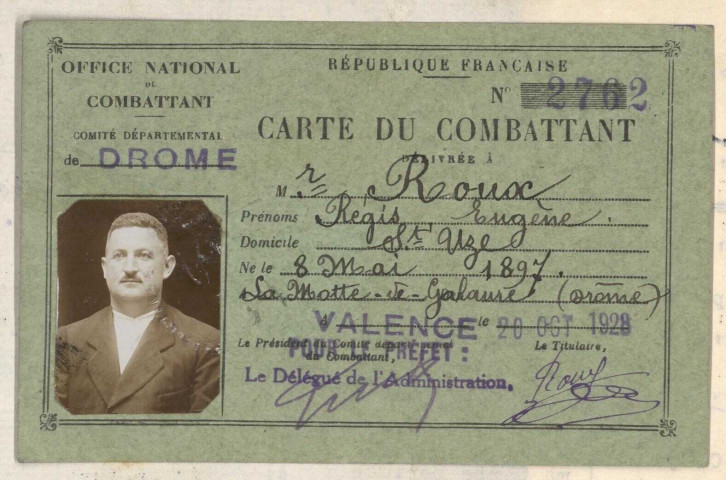 OFFICE NATIONAL
DU
COMBATTANT
COMITÉ DÉPARTEMENTAL
de DROME
RÉPUBLIQUE FRANÇAISE
N° 2762
CARTE DU COMBATTANT
DÉLIVRÉE À
M r Roux
Prénoms Régis, Eugène.
Domicile St Uze
Né le 8 Mai 1897.
La Motte-de-Galaure (Drôme)
VALENCE le 20 OCT 1928
Le Président du Comité départemental
du Combattant,
POUR LE PREFET :
Le Titulaire,
Le Délégué de l'Administration,
Roux